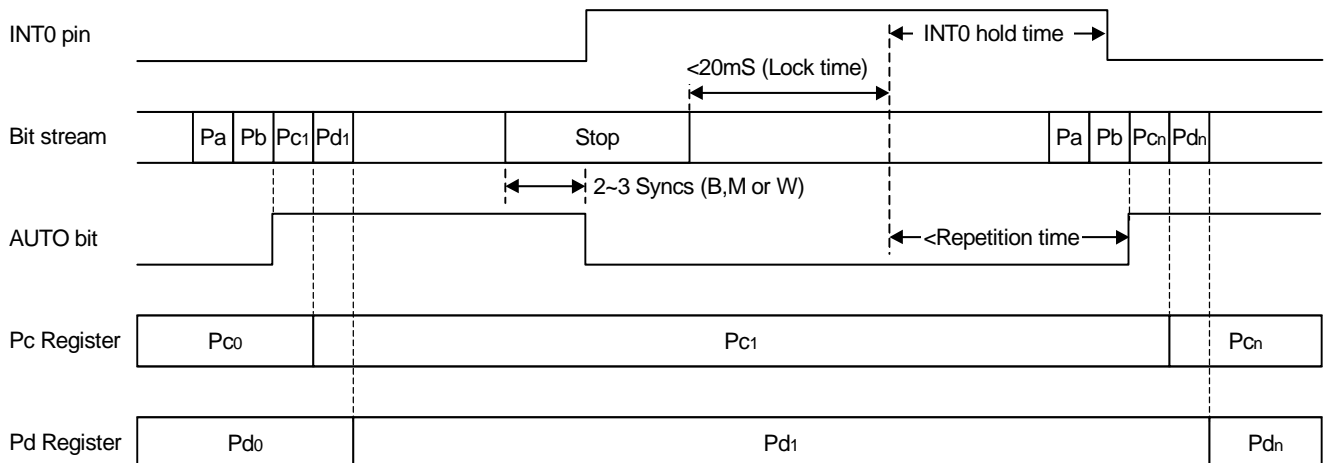 INT0 pin
INT0 hold time
<20mS (Lock time)
Bit stream
Pa Pb Pc1 Pd1 Stop Pa Pb Pcn Pdn
2~3 Syncs (B,M or W)
AUTO bit
<Repetition time
Pc Register Pc0 Pc1 Pcn
Pd Register Pd0 Pd1 Pdn